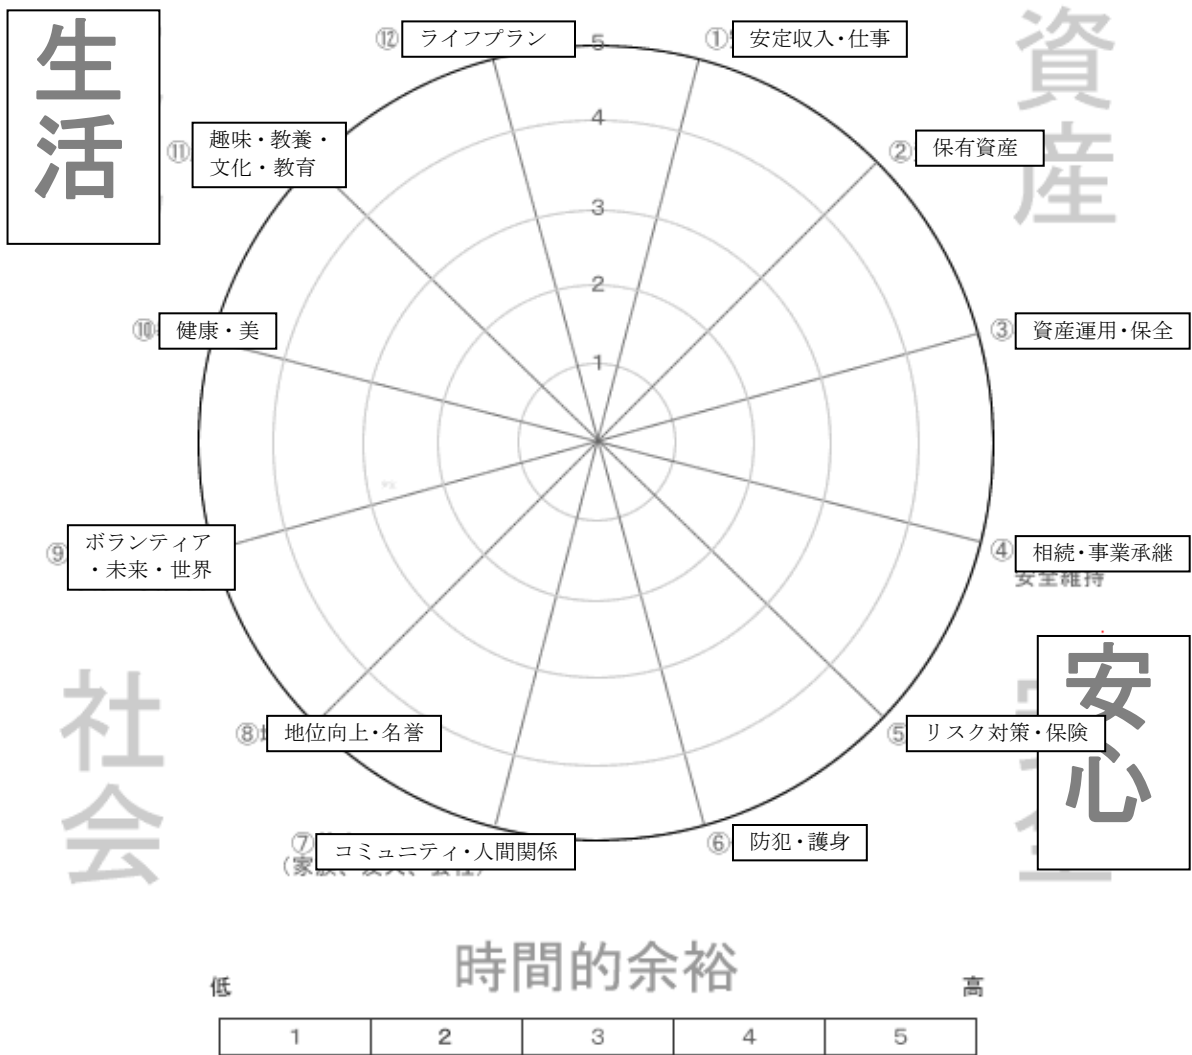 生活
資産
⑫ ライフプラン
① 安定収入・仕事
⑪ 趣味・教養・
文化・教育
② 保有資産
⑩ 健康・美
③ 資産運用・保全
5
4
3
2
1
⑨ ボランティア
・未来・世界
④ 相続・事業承継
安全維持
社会
安心
⑧ 地位向上・名誉
⑤ リスク対策・保険
⑦ コミュニティ・人間関係
⑥ 防犯・護身
時間的余裕
低
高
1 2 3 4 5